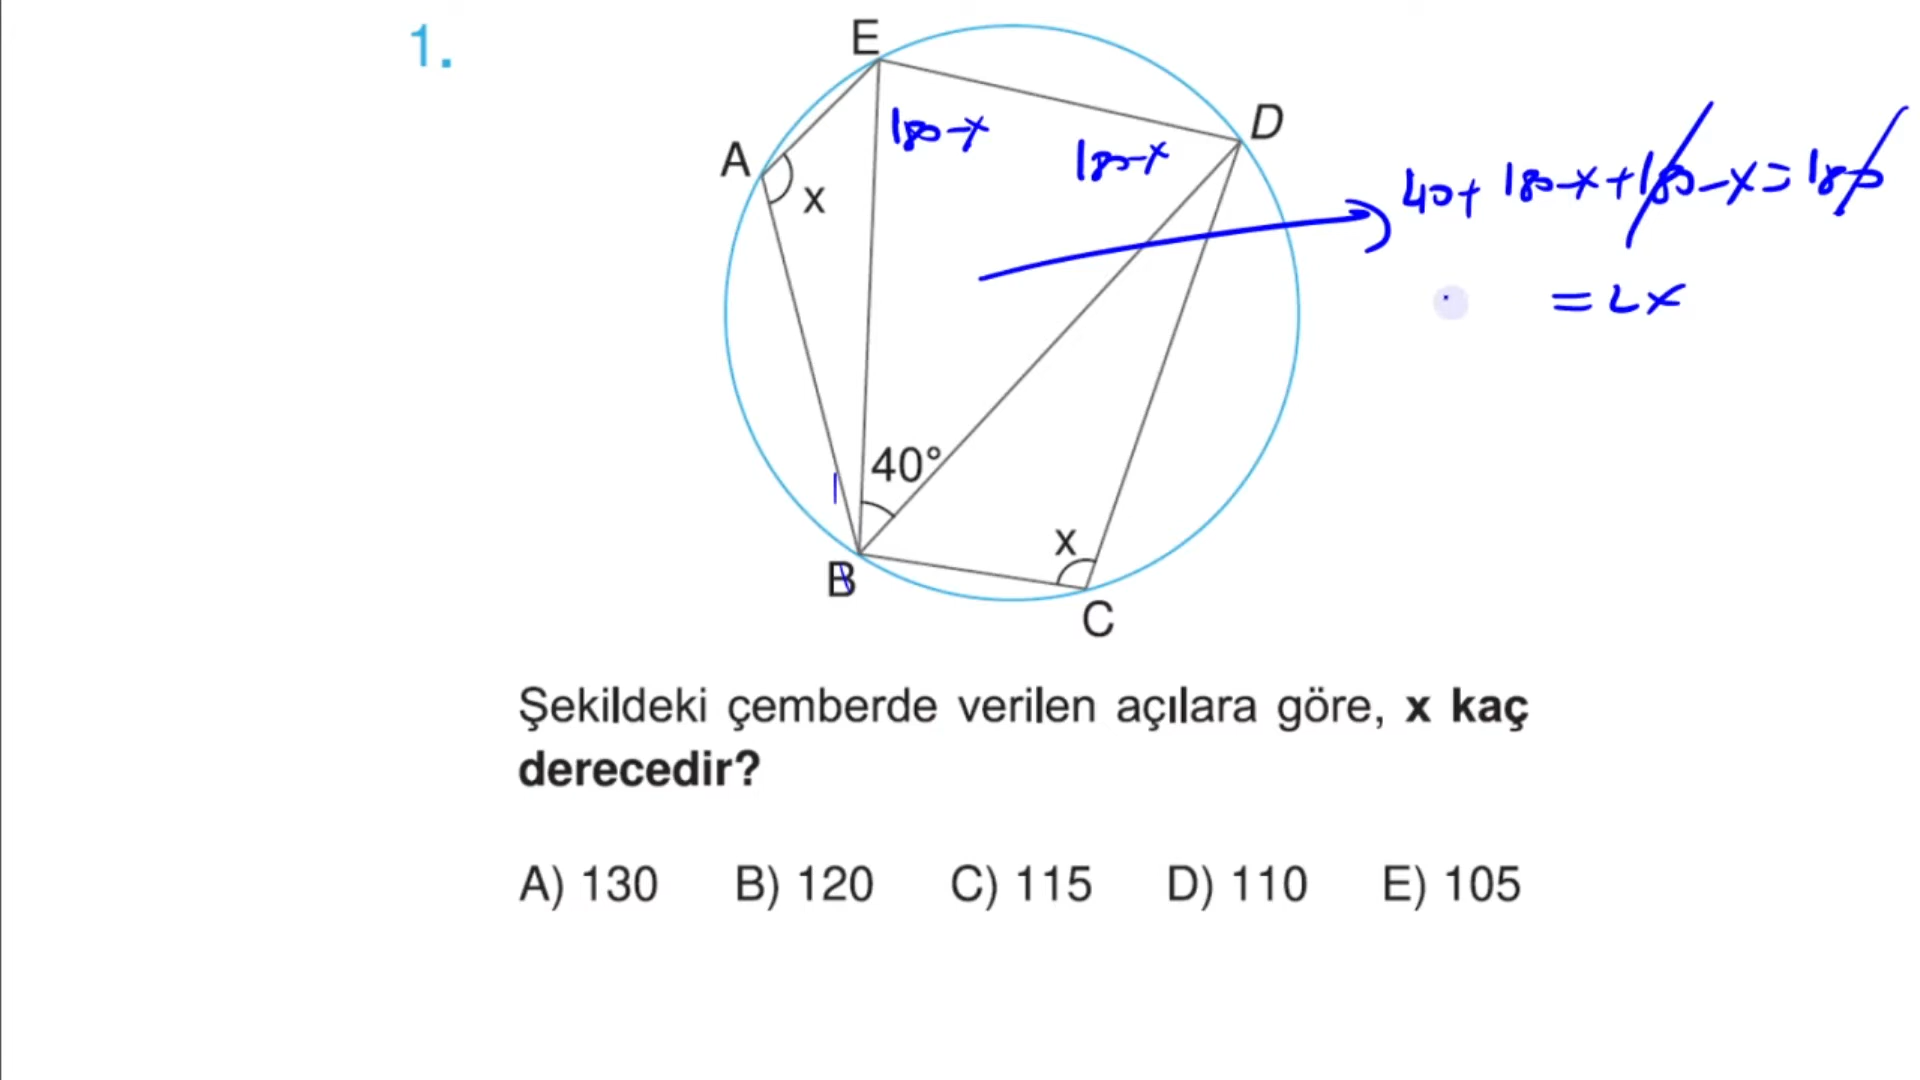 1.
E
D
A
180-x
180-x
x
40+ 180-x+180-x=180
=2x
40°
x
B
C
Şekildeki çemberde verilen açılara göre, x kaç
derecedir?
A) 130 B) 120 C) 115 D) 110 E) 105